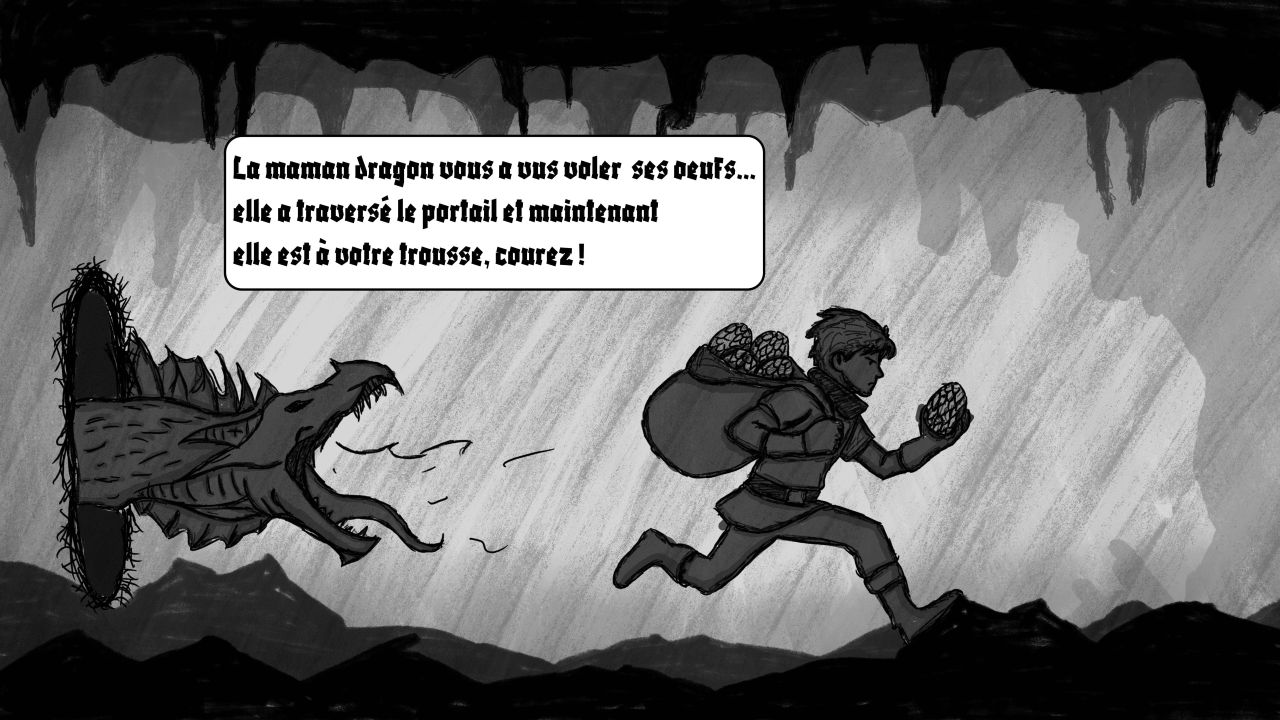 La maman dragon vous a vus voler ses oeufs...
elle a traversé le portail et maintenant
elle est à votre trousse, courez !